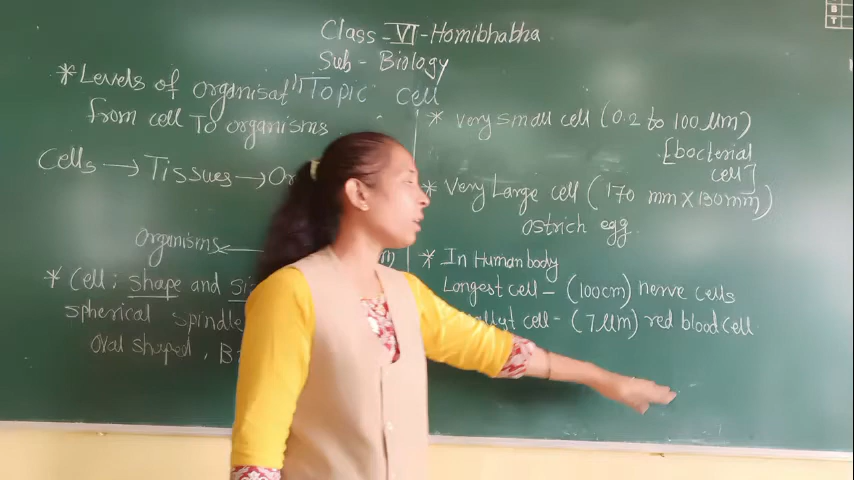 Class - VI - Homibhabha
Sub - Biology
Topic cell
* Levels of organisati
from cell To organisms
Cells → Tissues → Or
Organisms ←
* Cell: shape and Si
spherical spindle
Oval shaped, B
* Very small cell (0.2 to 100 μm)
[bacterial
cell]
* Very Large cell (170 mm X 130 mm)
ostrich egg.
* In Human body
Longest cell - (100cm) nerve cells
cell - (7 μm) red blood cell
B
T